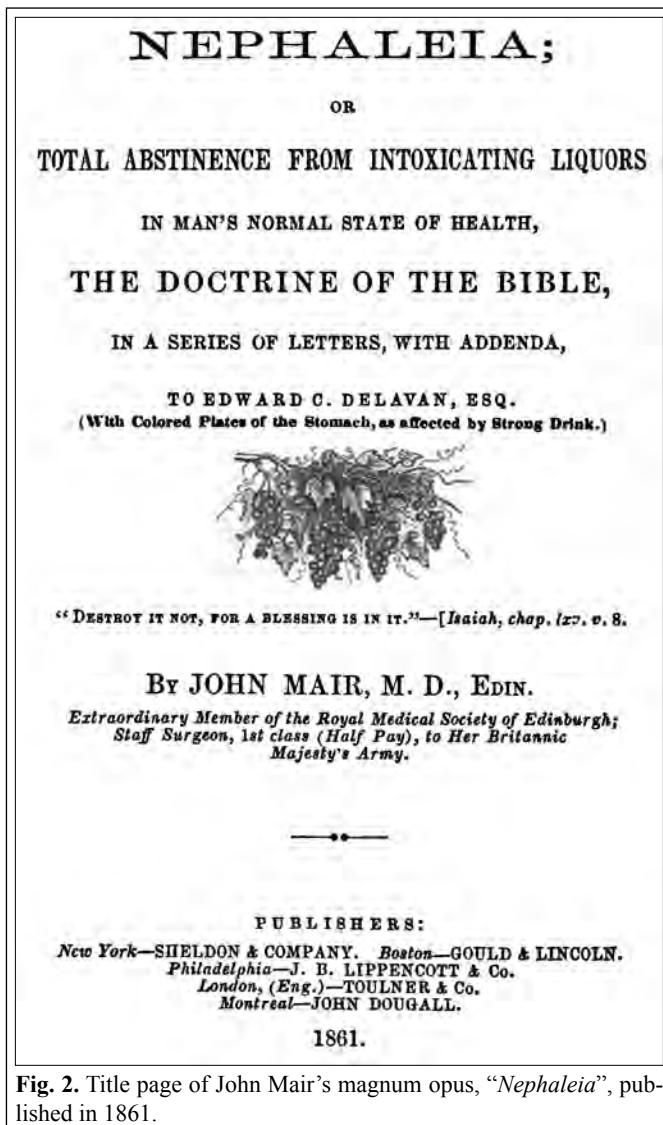 NEPHALEIA;
OR
TOTAL ABSTINENCE FROM INTOXICATING LIQUORS
IN MAN'S NORMAL STATE OF HEALTH,
THE DOCTRINE OF THE BIBLE,
IN A SERIES OF LETTERS, WITH ADDENDA,
TO EDWARD C. DELAVAN, ESQ.
(With Colored Plates of the Stomach, as affected by Strong Drink.)
“DESTROY IT NOT, FOR A BLESSING IS IN IT.”—[Isaiah, chap. lxv. v. 8.
BY JOHN MAIR, M. D., EDIN.
Extraordinary Member of the Royal Medical Society of Edinburgh;
Staff Surgeon, 1st class (Half Pay), to Her Britannic
Majesty's Army.
PUBLISHERS:
New York—SHELDON & COMPANY. Boston—GOULD & LINCOLN.
Philadelphia—J. B. LIPPENCOTT & Co.
London, (Eng.)—TOULNER & Co.
Montreal—JOHN DOUGALL.
1861.
Fig. 2. Title page of John Mair’s magnum opus, “Nephaleia”, pub-
lished in 1861.